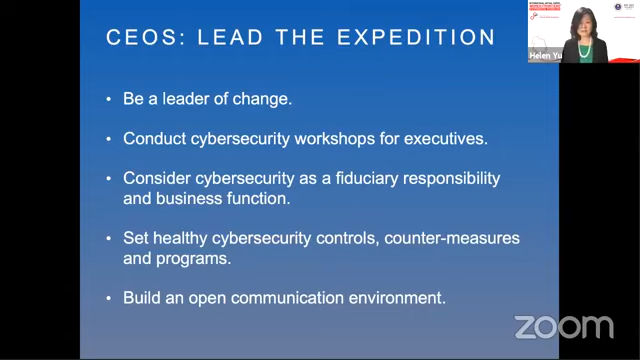 CEOS: LEAD THE EXPEDITION
Helen Yu
• Be a leader of change.
• Conduct cybersecurity workshops for executives.
• Consider cybersecurity as a fiduciary responsibility
and business function.
• Set healthy cybersecurity controls, counter-measures
and programs.
• Build an open communication environment.
zoom